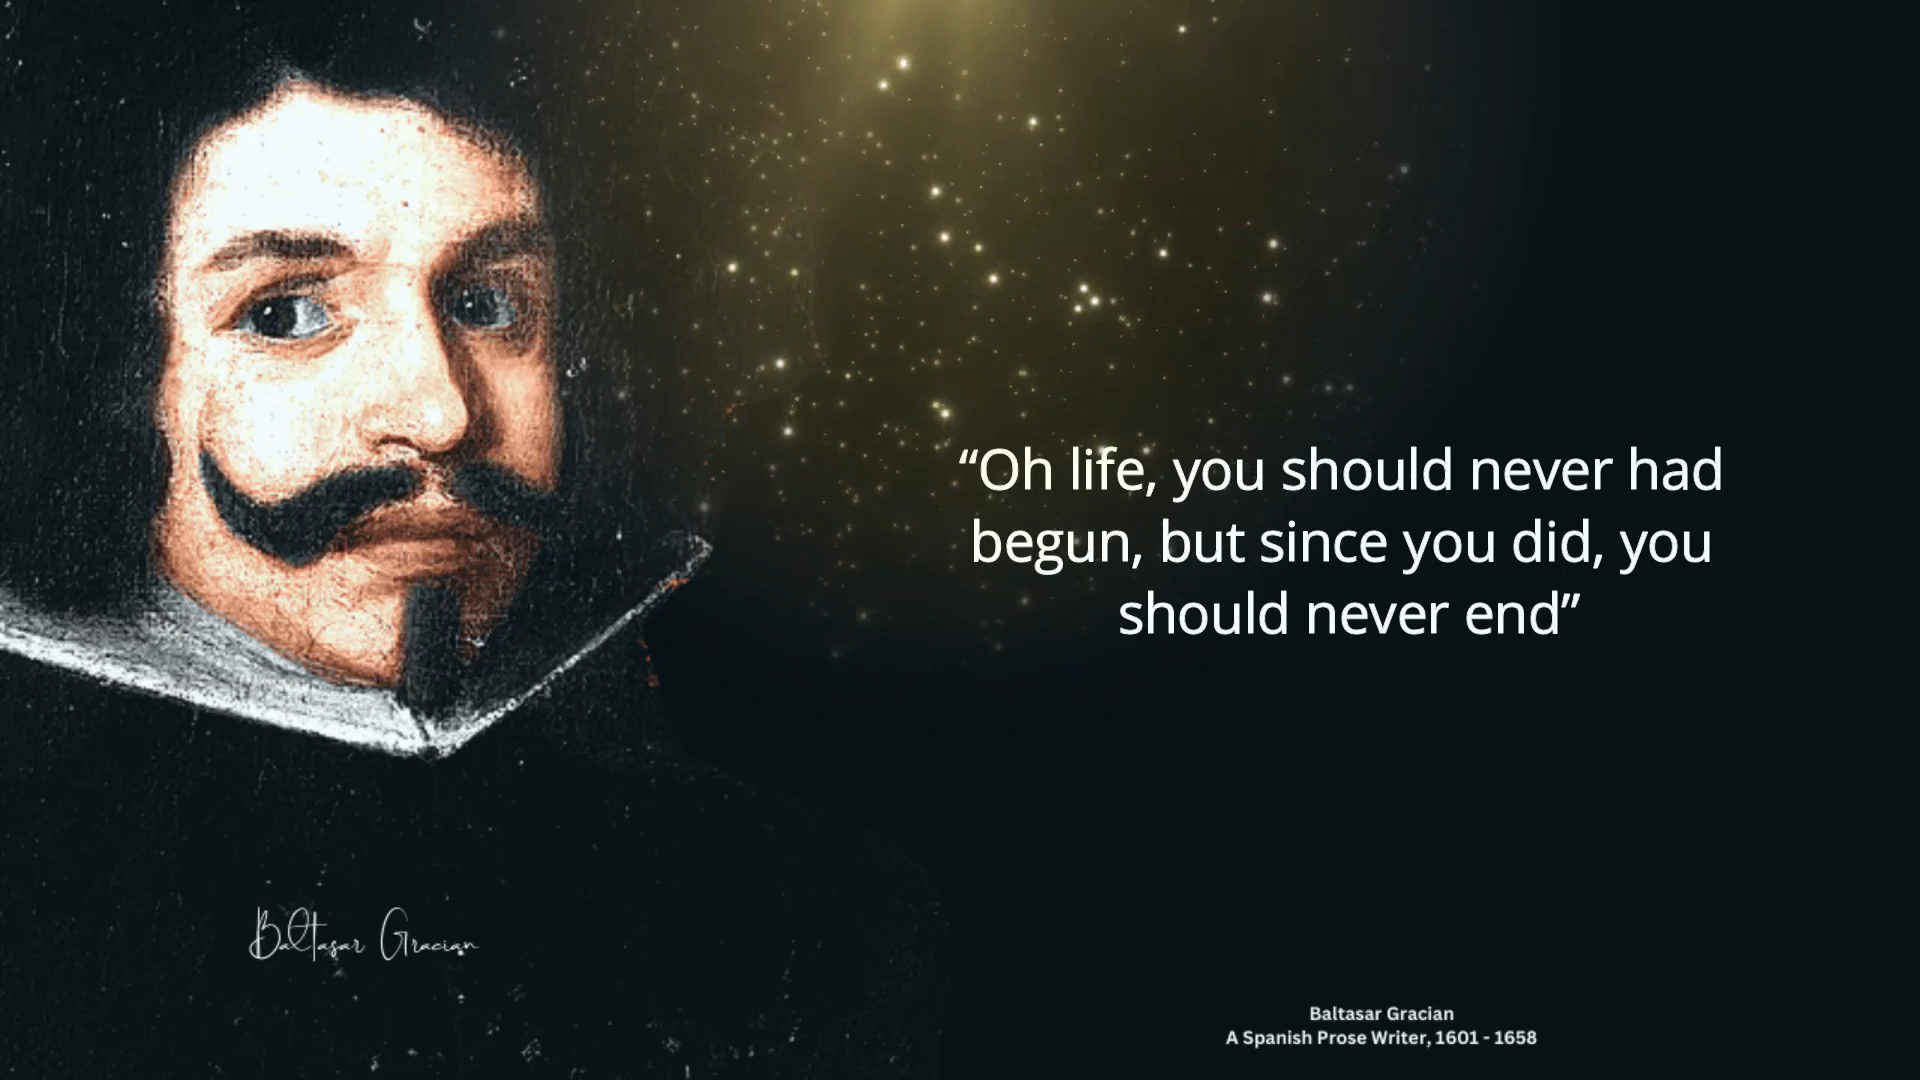 “Oh life, you should never had
begun, but since you did, you
should never end”
Baltasar Gracian
Baltasar Gracian
A Spanish Prose Writer, 1601 - 1658